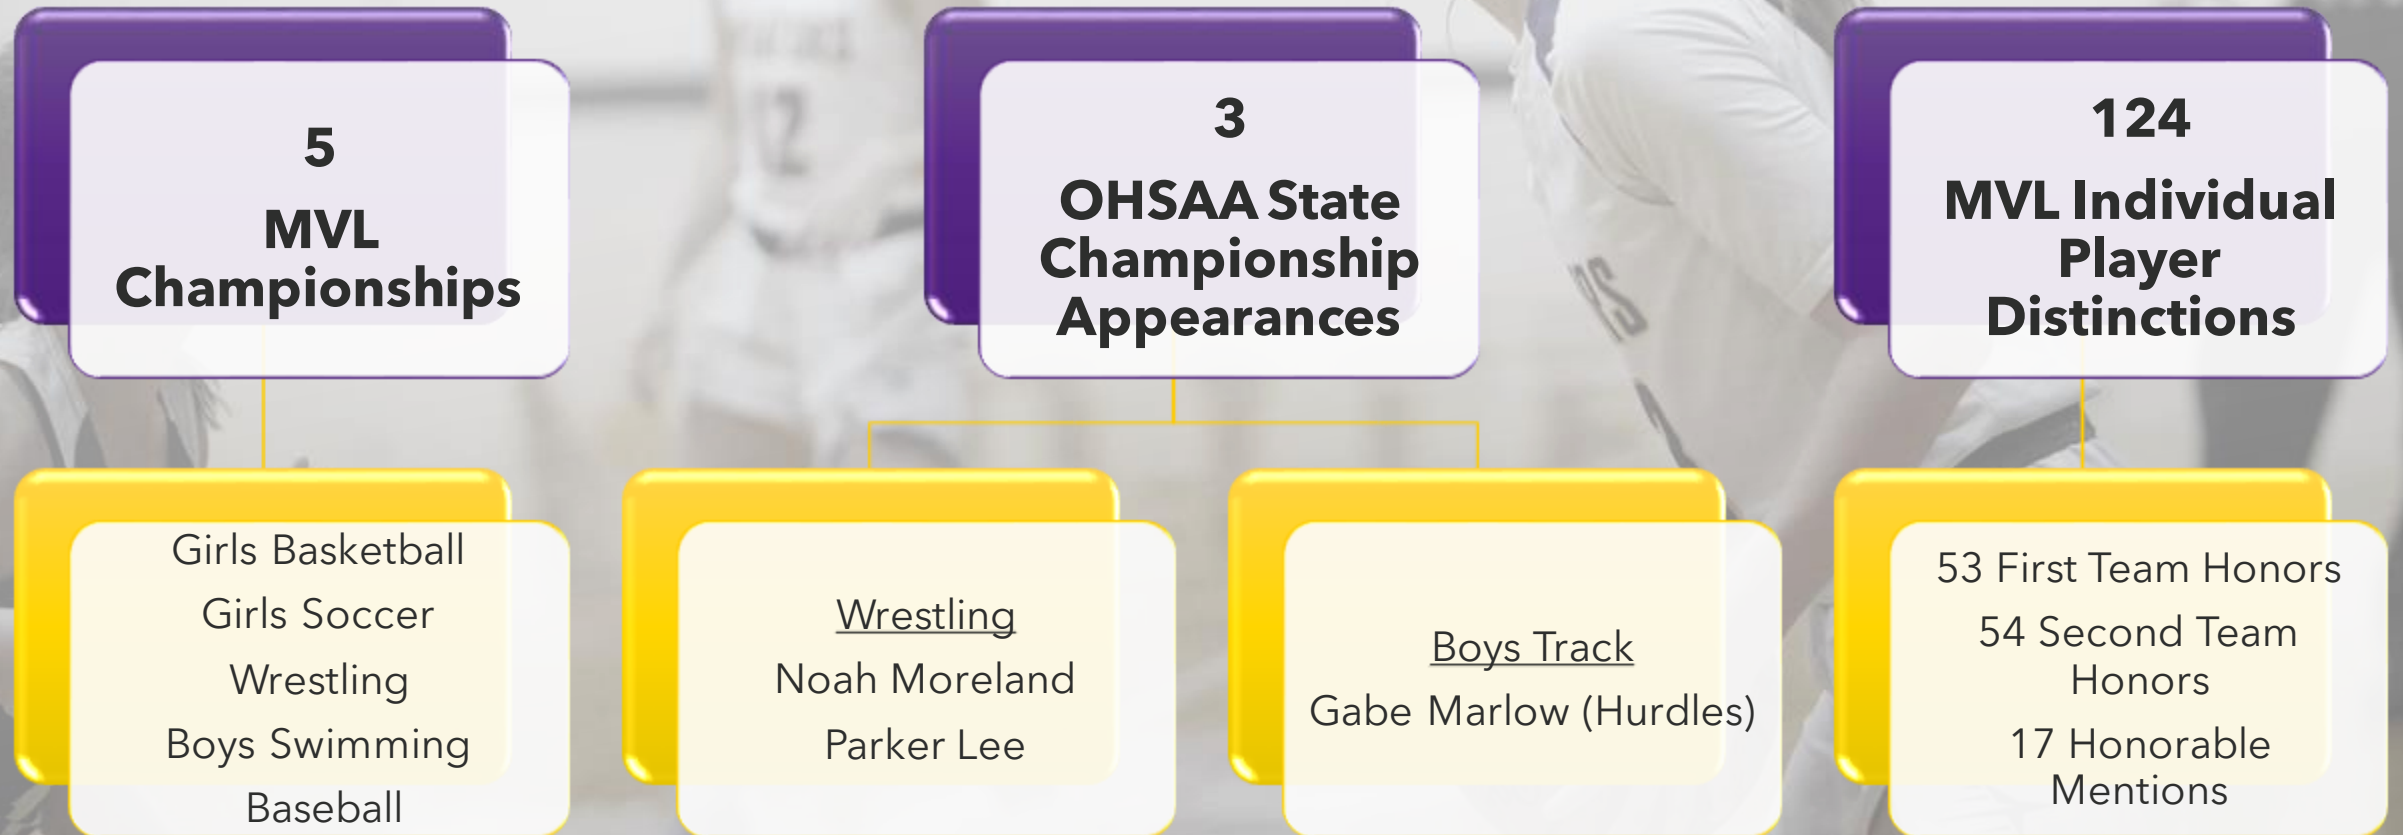 5
MVL
Championships
3
OHSAA State
Championship
Appearances
124
MVL Individual
Player
Distinctions
Girls Basketball
Girls Soccer
Wrestling
Boys Swimming
Baseball
Wrestling
Noah Moreland
Parker Lee
Boys Track
Gabe Marlow (Hurdles)
53 First Team Honors
54 Second Team
Honors
17 Honorable
Mentions
12